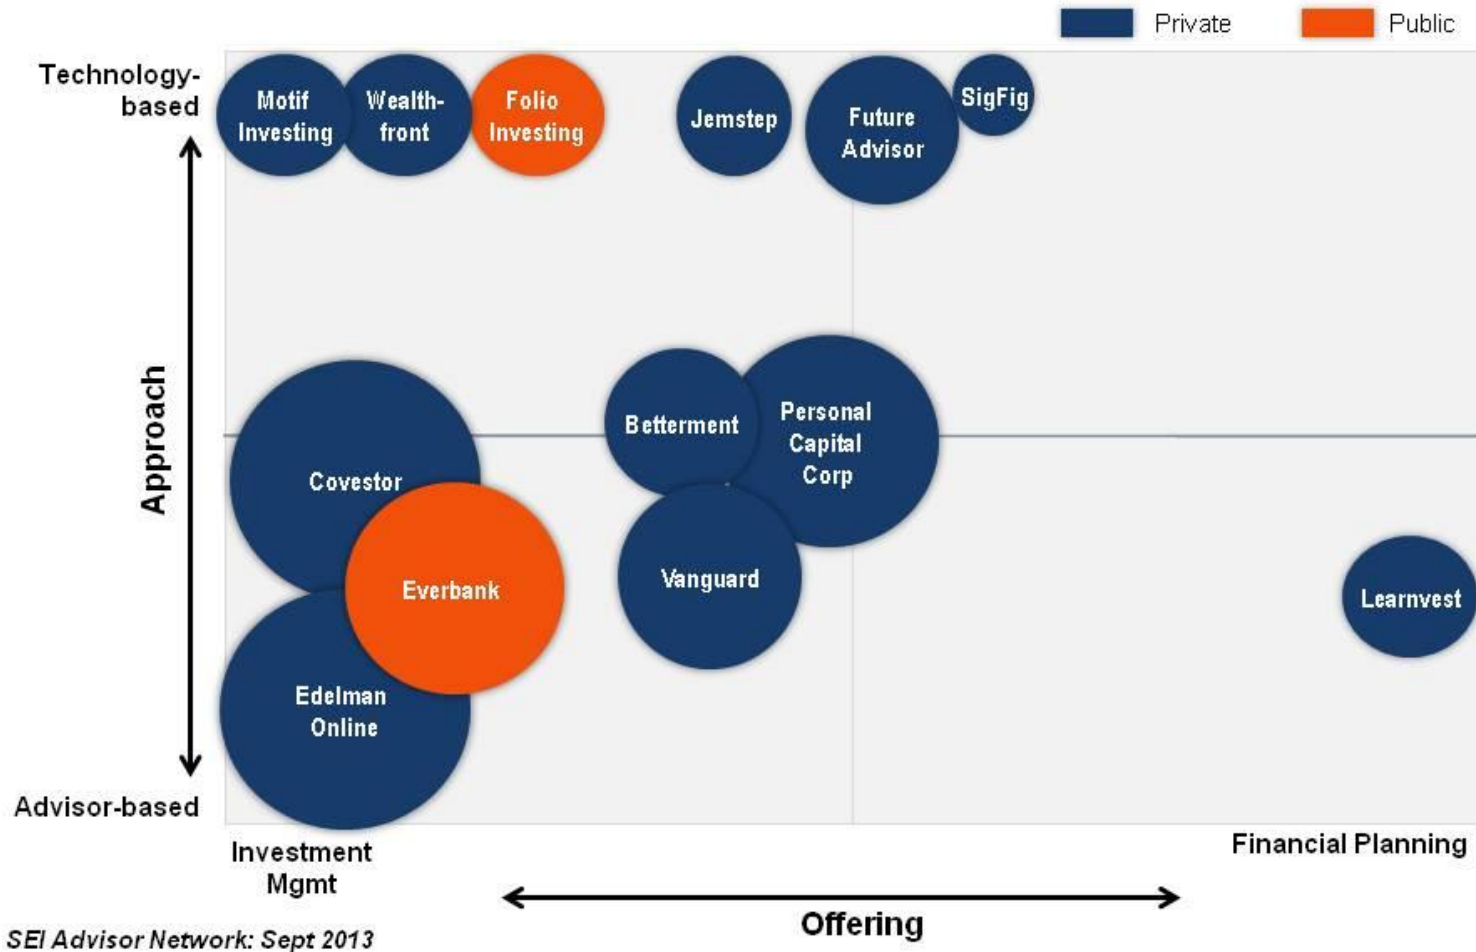 Private
Public
Technology-
based
Motif
Investing
Wealth-
front
Folio
Investing
Jemstep
Future
Advisor
SigFig
Approach
Betterment
Personal
Capital
Corp
Covestor
Everbank
Vanguard
Learnvest
Edelman
Online
Advisor-based
Investment
Mgmt
Financial Planning
Offering
SEI Advisor Network: Sept 2013